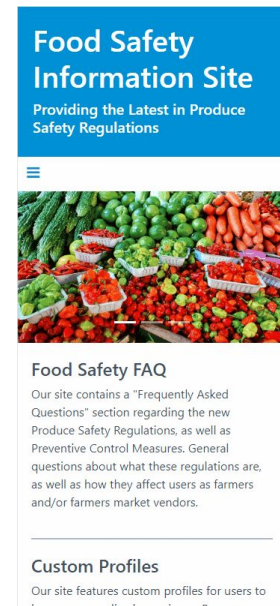 Food Safety
Information Site
Providing the Latest in Produce
Safety Regulations
Food Safety FAQ
Our site contains a "Frequently Asked
Questions" section regarding the new
Produce Safety Regulations, as well as
Preventive Control Measures. General
questions about what these regulations are,
as well as how they affect users as farmers
and/or farmers market vendors.
Custom Profiles
Our site features custom profiles for users to